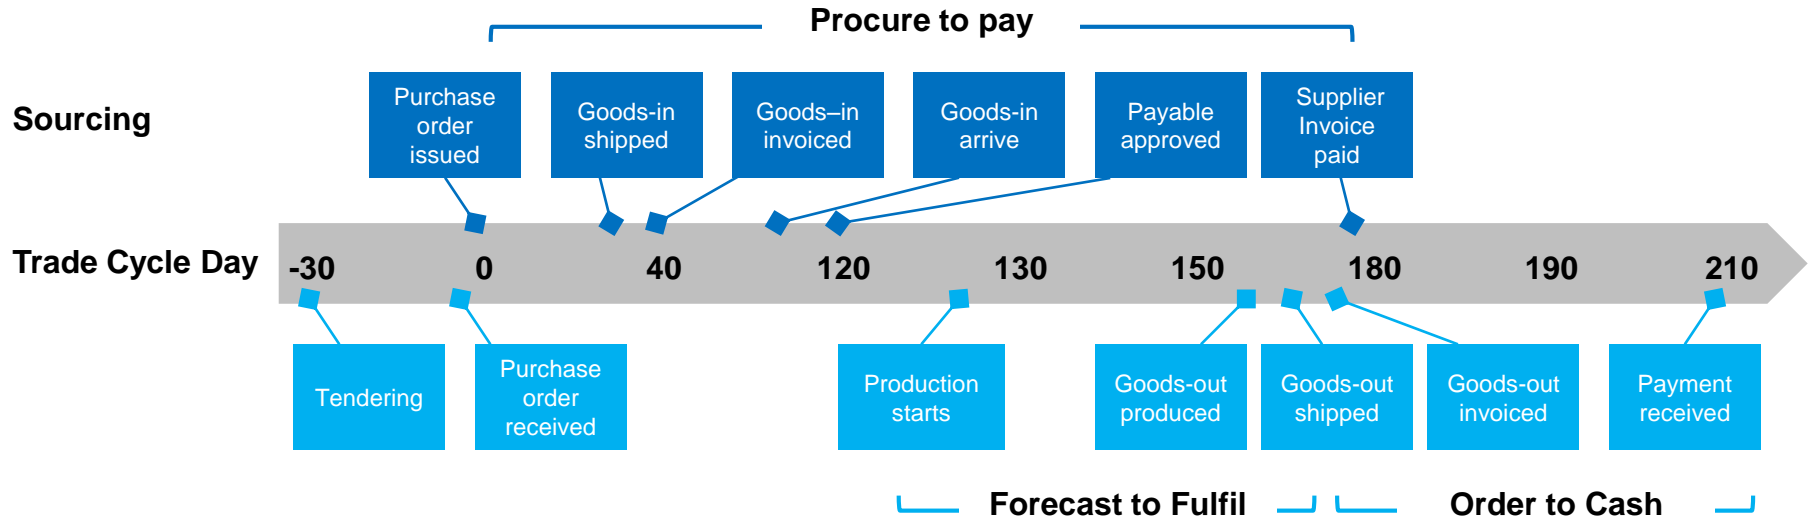 Procure to pay
Sourcing
Purchase
order
issued
Goods-in
shipped
Goods–in
invoiced
Goods-in
arrive
Payable
approved
Supplier
Invoice
paid
Trade Cycle Day
-30 0 40 120 130 150 180 190 210
Tendering
Purchase
order
received
Production
starts
Goods-out
produced
Goods-out
shipped
Goods-out
invoiced
Payment
received
Forecast to Fulfil
Order to Cash